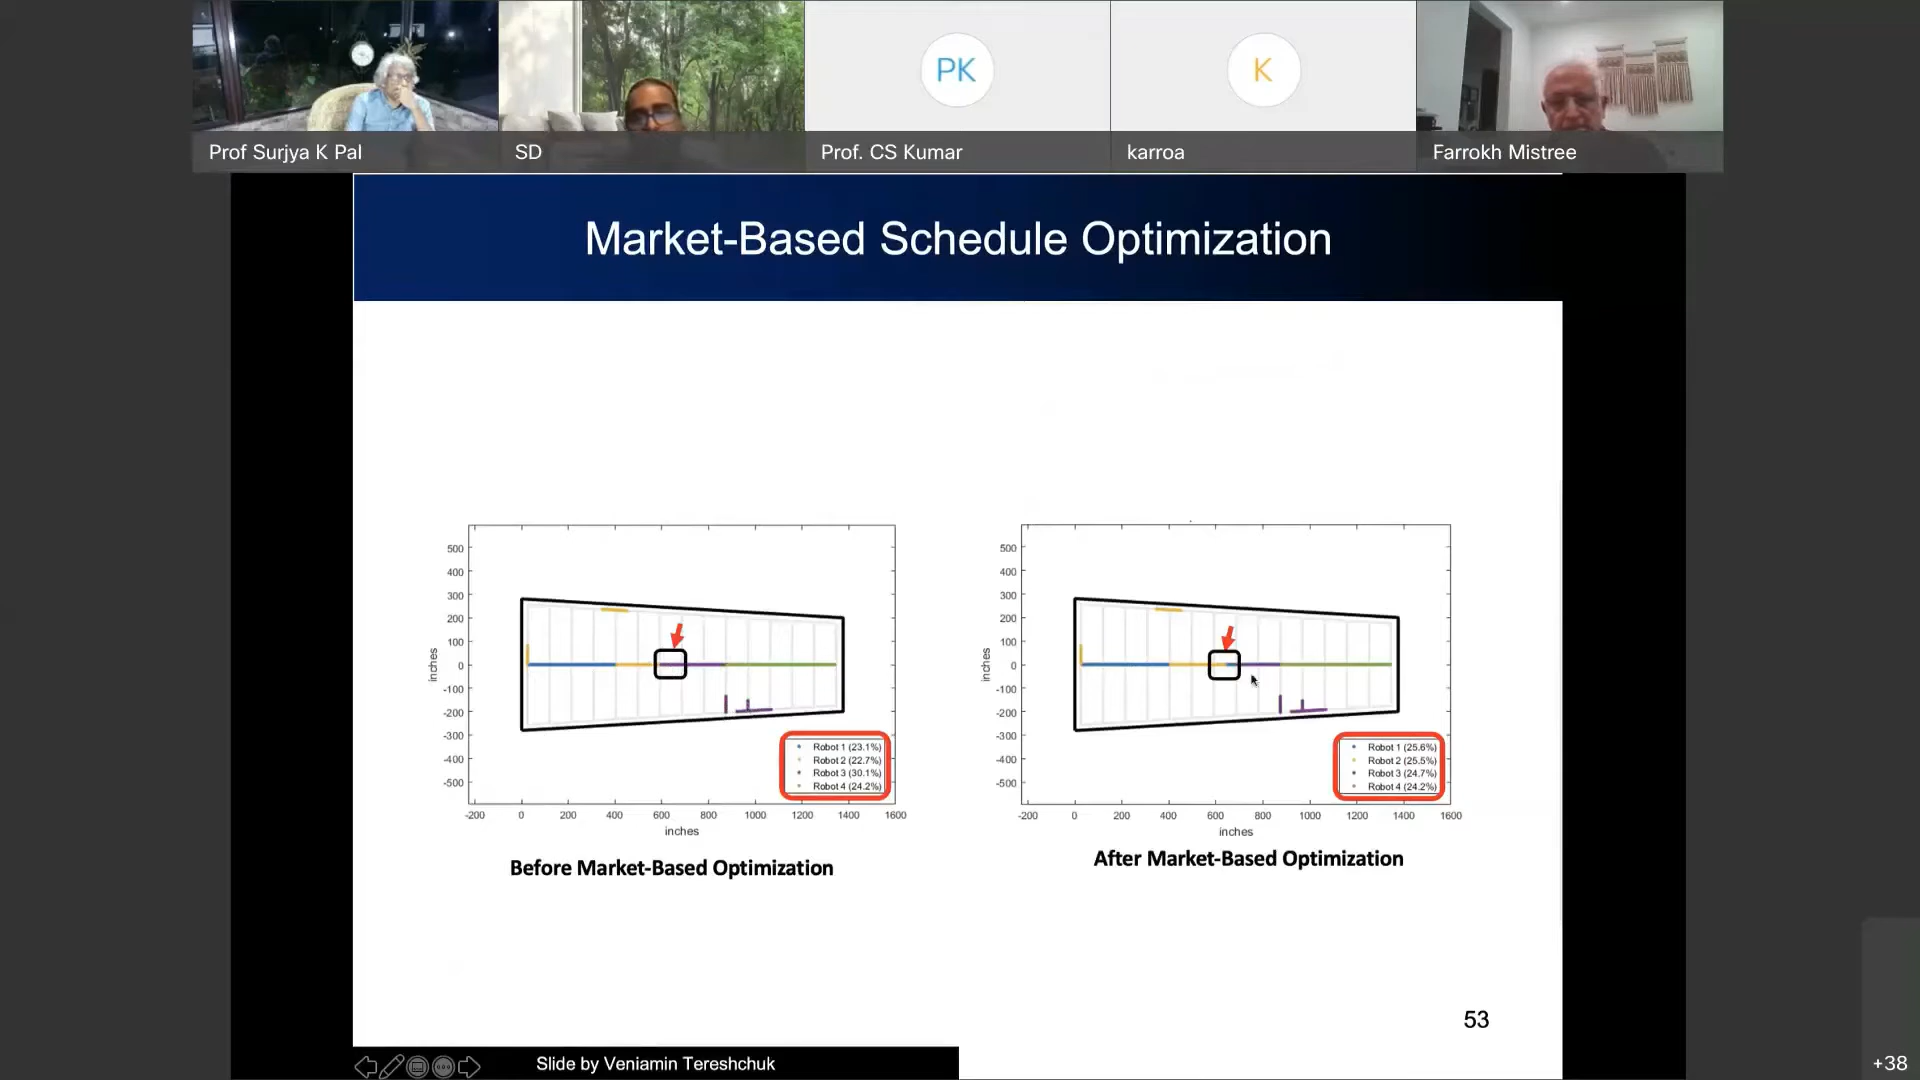 PK
K
Prof Surjya K Pal
SD
Prof. CS Kumar
karroa
Farrokh Mistree
Market-Based Schedule Optimization
500
400
300
200
100
0
-100
-200
-300
-400
-500
inches
-200 0 200 400 600 800 1000 1200 1400 1600
inches
Robot 1 (23.1%)
Robot 2 (22.7%)
Robot 3 (30.1%)
Robot 4 (24.2%)
Before Market-Based Optimization
500
400
300
200
100
0
-100
-200
-300
-400
-500
inches
-200 0 200 400 600 800 1000 1200 1400 1600
inches
Robot 1 (25.6%)
Robot 2 (25.5%)
Robot 3 (24.7%)
Robot 4 (24.2%)
After Market-Based Optimization
53
Slide by Veniamin Tereshchuk
+38